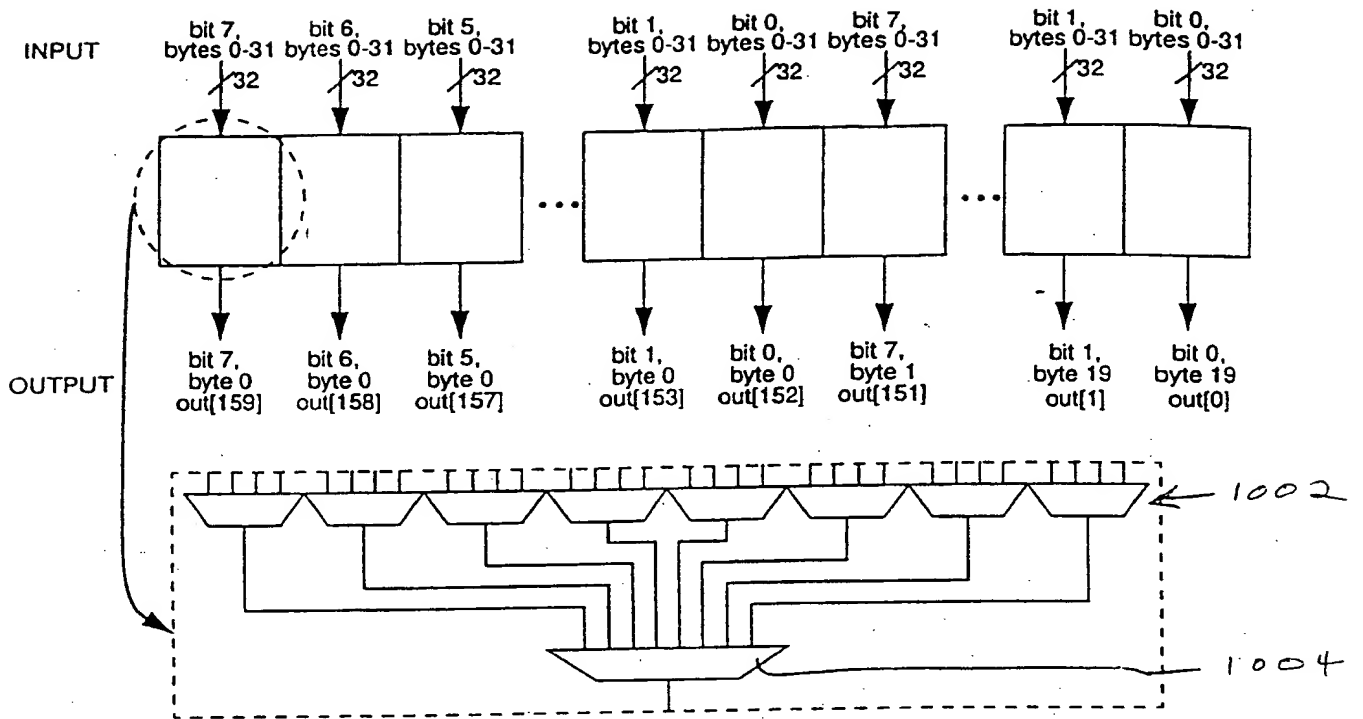 INPUT
bit 7,
bytes 0-31
32
bit 6,
bytes 0-31
32
bit 5,
bytes 0-31
32
bit 1,
bytes 0-31
32
bit 0,
bytes 0-31
32
bit 7,
bytes 0-31
32
bit 1,
bytes 0-31
32
bit 0,
bytes 0-31
32
...
...
OUTPUT
bit 7,
byte 0
out[159]
bit 6,
byte 0
out[158]
bit 5,
byte 0
out[157]
bit 1,
byte 0
out[153]
bit 0,
byte 0
out[152]
bit 7,
byte 1
out[151]
bit 1,
byte 19
out[1]
bit 0,
byte 19
out[0]
1002
1004